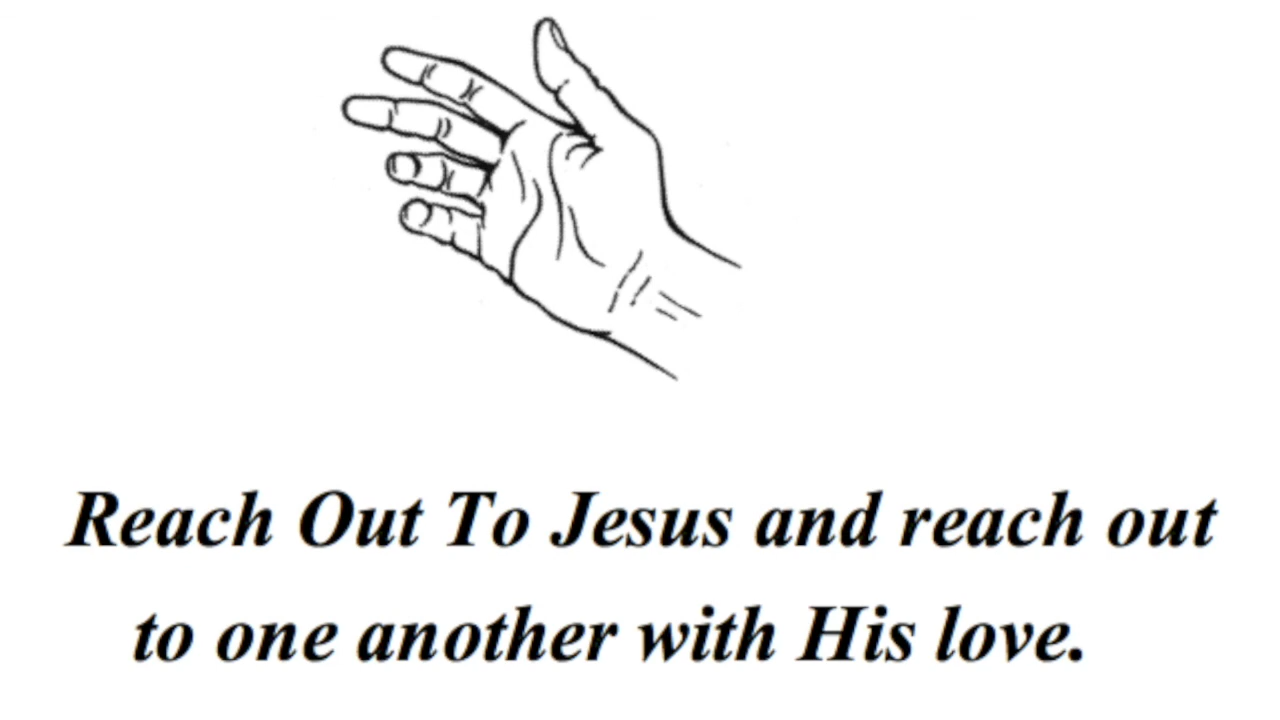 Reach Out To Jesus and reach out
to one another with His love.